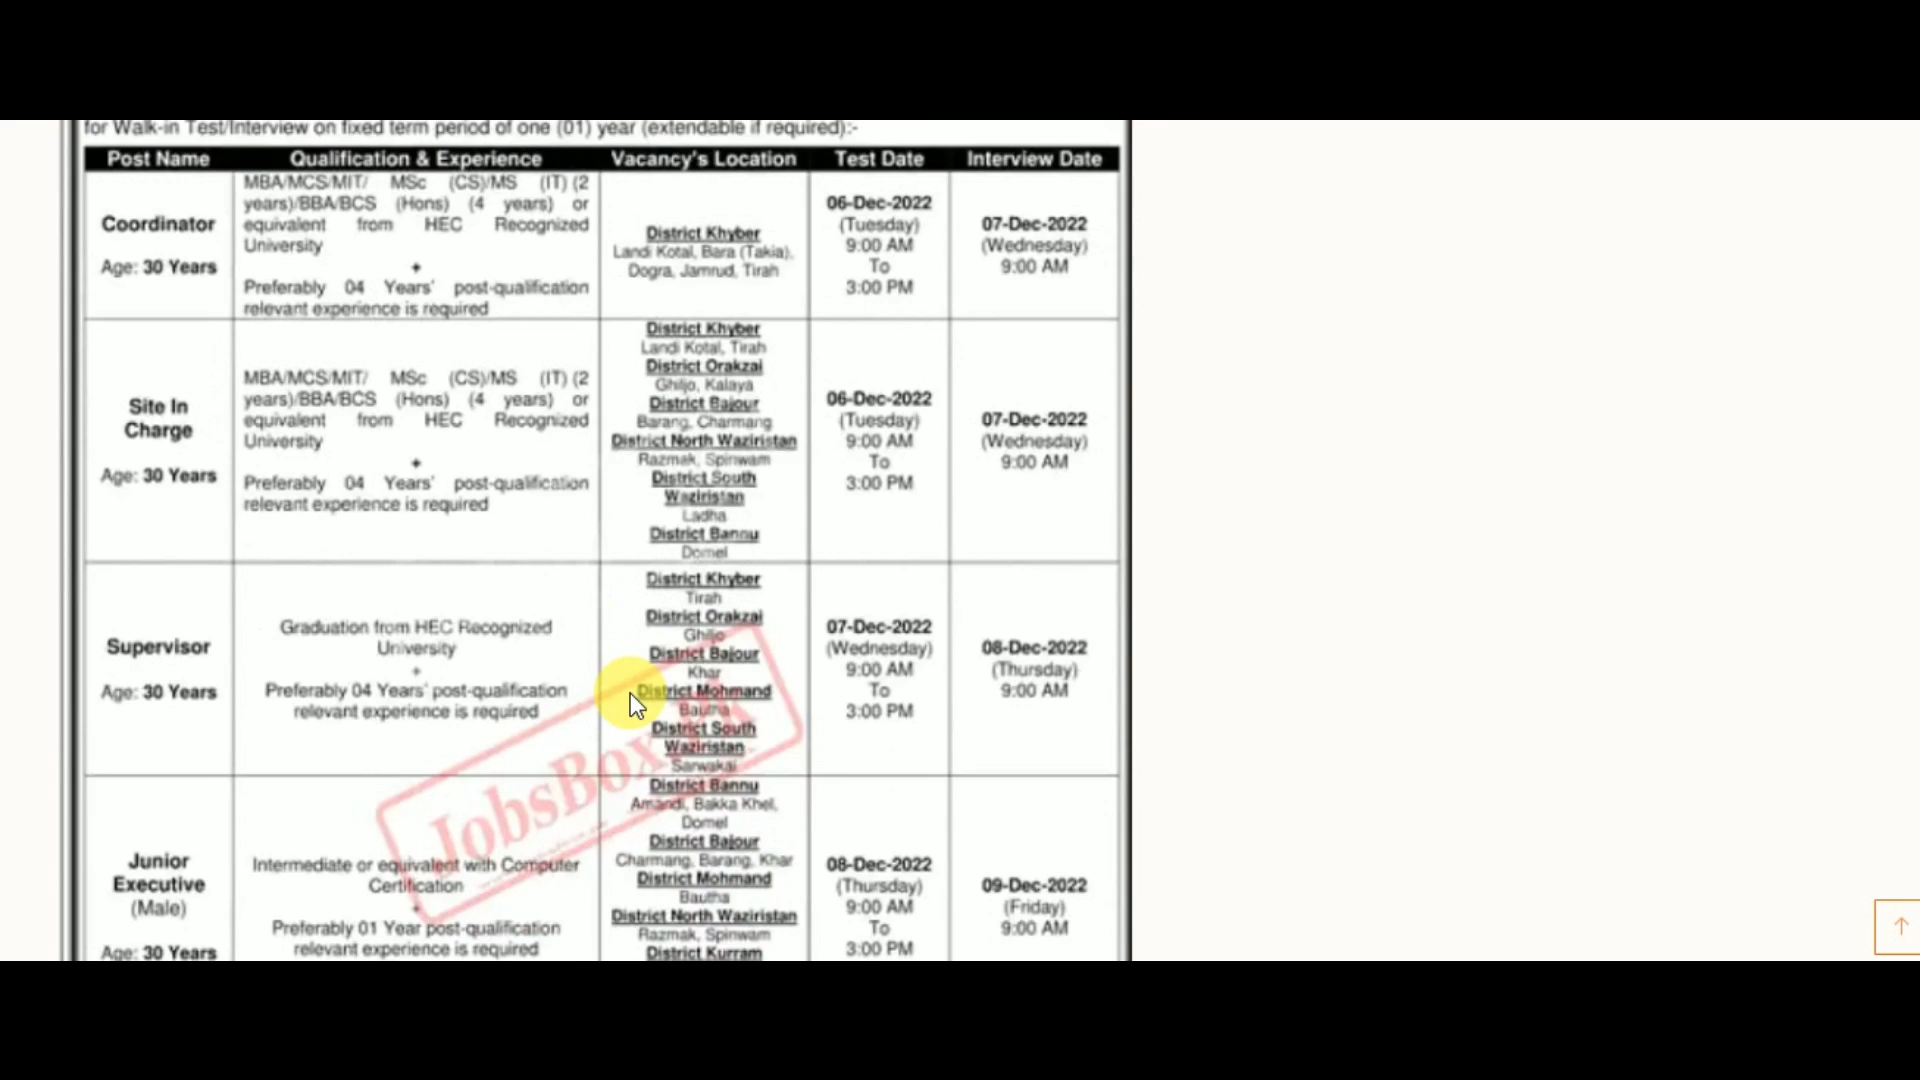 for Walk-in Test/Interview on fixed term period of one (01) year (extendable if required):-
Post Name Qualification & Experience Vacancy's Location Test Date Interview Date
Coordinator
Age: 30 Years
MBA/MCS/MIT/ MSc (CS)/MS (IT) (2
years)/BBA/BCS (Hons) (4 years) or
equivalent from HEC Recognized
University
+
Preferably 04 Years' post-qualification
relevant experience is required
District Khyber
Landi Kotal, Bara (Takia),
Dogra, Jamrud, Tirah
06-Dec-2022
(Tuesday)
9:00 AM
To
3:00 PM
07-Dec-2022
(Wednesday)
9:00 AM
Site In
Charge
Age: 30 Years
MBA/MCS/MIT/ MSc (CS)/MS (IT) (2
years)/BBA/BCS (Hons) (4 years) or
equivalent from HEC Recognized
University
+
Preferably 04 Years' post-qualification
relevant experience is required
District Khyber
Landi Kotal, Tirah
District Orakzai
Ghiljo, Kalaya
District Bajour
Barang, Charmang
District North Waziristan
Razmak, Spinwam
District South
Waziristan
Ladha
District Bannu
Domel
06-Dec-2022
(Tuesday)
9:00 AM
To
3:00 PM
07-Dec-2022
(Wednesday)
9:00 AM
Supervisor
Age: 30 Years
Graduation from HEC Recognized
University
+
Preferably 04 Years' post-qualification
relevant experience is required
District Khyber
Tirah
District Orakzai
Ghiljo
District Bajour
Khar
District Mohmand
Bautha
District South
Waziristan
Sarwakai
07-Dec-2022
(Wednesday)
9:00 AM
To
3:00 PM
08-Dec-2022
(Thursday)
9:00 AM
Junior
Executive
(Male)
Age: 30 Years
Intermediate or equivalent with Computer
Certification
+
Preferably 01 Year post-qualification
relevant experience is required
District Bannu
Amandi, Bakka Khel,
Domel
District Bajour
Charmang, Barang, Khar
District Mohmand
Bautha
District North Waziristan
Razmak, Spinwam
District Kurram
08-Dec-2022
(Thursday)
9:00 AM
To
3:00 PM
09-Dec-2022
(Friday)
9:00 AM